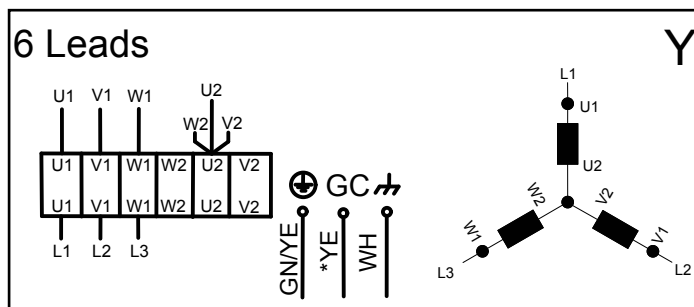 6 Leads
Y
U1 V1 W1 U2
W2 V2
U1 V1 W1 W2 U2 V2
U1 V1 W1 W2 U2 V2
L1 L2 L3
GC
GN/YE *YE WH
L1
U1
U2
W2 V2
W1 V1
L3 L2